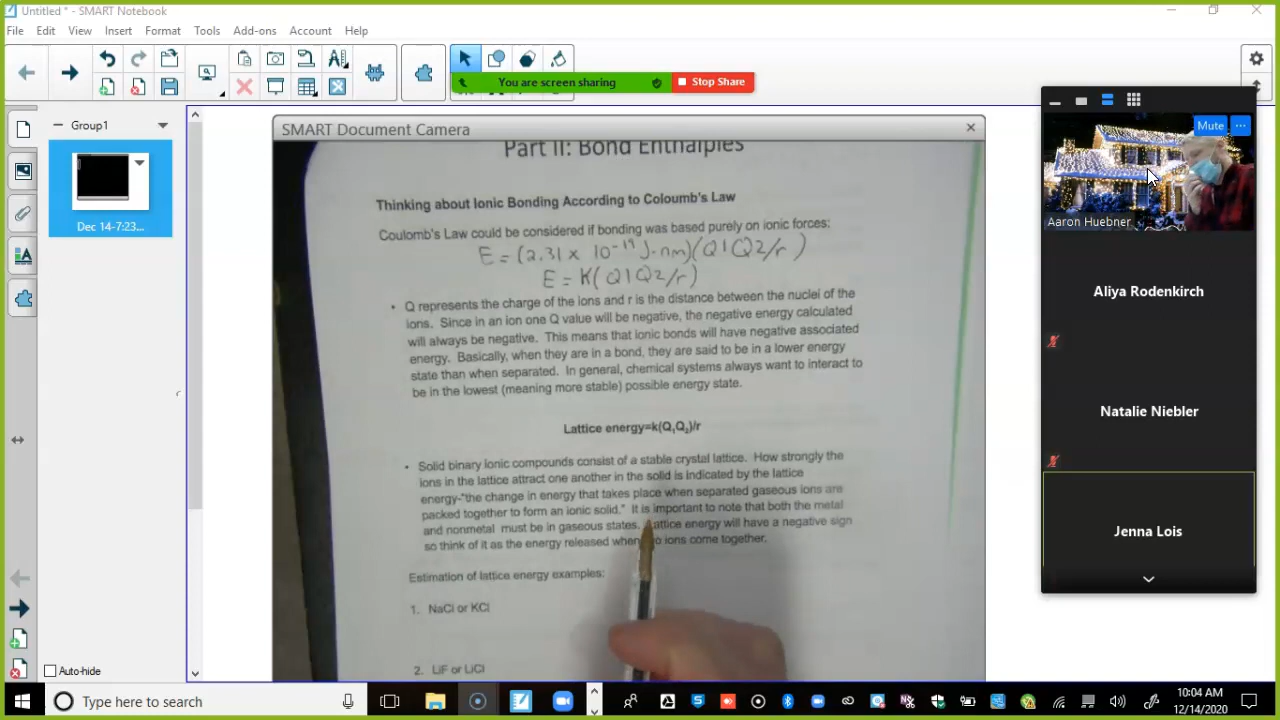 Untitled * - SMART Notebook
File Edit View Insert Format Tools Add-ons Account Help
You are screen sharing
Stop Share
Group1
Dec 14-7:23...
Auto-hide
SMART Document Camera
Part II: Bond Enthalpies
Thinking about Ionic Bonding According to Coloumb's Law
Coulomb's Law could be considered if bonding was based purely on ionic forces:
E = (2.31 x 10⁻¹⁹ J·nm)(Q1Q2/r)
E = K(Q1Q2/r)
• Q represents the charge of the ions and r is the distance between the nuclei of the
ions. Since in an ion one Q value will be negative, the negative energy calculated
will always be negative. This means that ionic bonds will have negative associated
energy. Basically, when they are in a bond, they are said to be in a lower energy
state than when separated. In general, chemical systems always want to interact to
be in the lowest (meaning more stable) possible energy state.
Lattice energy=k(Q₁Q₂)/r
• Solid binary ionic compounds consist of a stable crystal lattice. How strongly the
ions in the lattice attract one another in the solid is indicated by the lattice
energy-"the change in energy that takes place when separated gaseous ions are
packed together to form an ionic solid." It is important to note that both the metal
and nonmetal must be in gaseous states. Lattice energy will have a negative sign
so think of it as the energy released when ions come together.
Estimation of lattice energy examples:
1. NaCl or KCl
2. LiF or LiCl
Mute
Aaron Huebner
Aliya Rodenkirch
Natalie Niebler
Jenna Lois
Type here to search
10:04 AM
12/14/2020